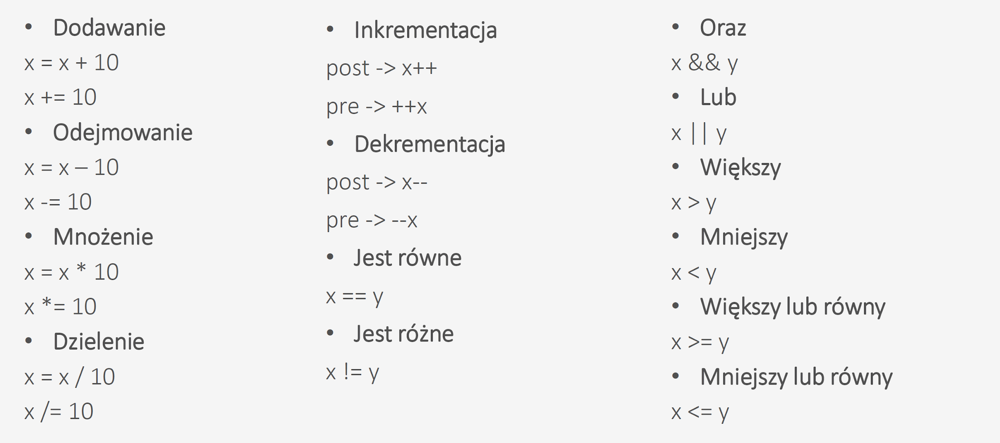 • Dodawanie
x = x + 10
x += 10
• Odejmowanie
x = x – 10
x -= 10
• Mnożenie
x = x * 10
x *= 10
• Dzielenie
x = x / 10
x /= 10
• Inkrementacja
post -> x++
pre -> ++x
• Dekrementacja
post -> x--
pre -> --x
• Jest równe
x == y
• Jest różne
x != y
• Oraz
x && y
• Lub
x || y
• Większy
x > y
• Mniejszy
x < y
• Większy lub równy
x >= y
• Mniejszy lub równy
x <= y